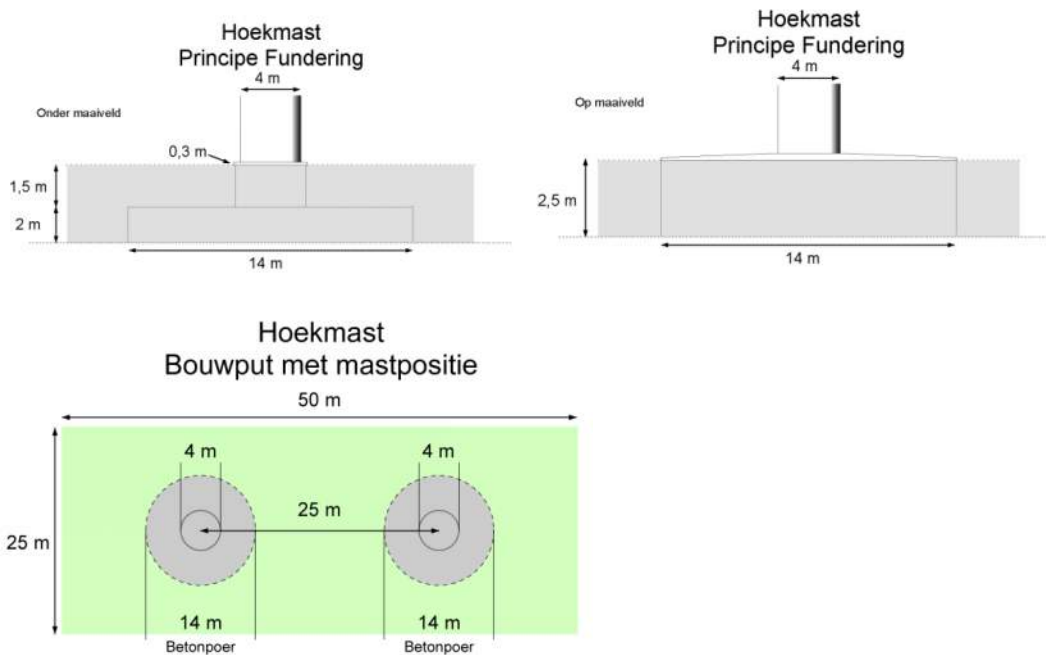 Hoekmast
Principe Fundering
4 m
Onder maaiveld
0,3 m
1,5 m
2 m
14 m
Hoekmast
Principe Fundering
4 m
Op maaiveld
2,5 m
14 m
Hoekmast
Bouwput met mastpositie
50 m
4 m
4 m
25 m
25 m
14 m
14 m
Betonpoer
Betonpoer